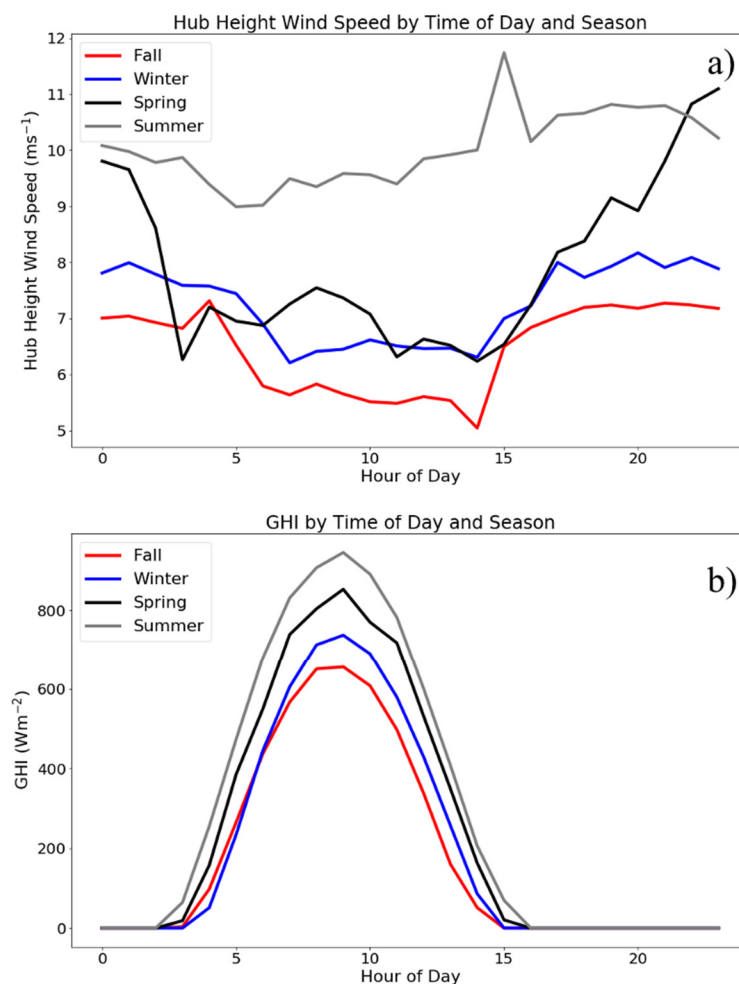 Hub Height Wind Speed by Time of Day and Season
a)
Fall
Winter
Spring
Summer
Hub Height Wind Speed (ms⁻¹)
12
11
10
9
8
7
6
5
0 5 10 15 20
Hour of Day
GHI by Time of Day and Season
b)
Fall
Winter
Spring
Summer
GHI (Wm⁻²)
800
600
400
200
0
0 5 10 15 20
Hour of Day